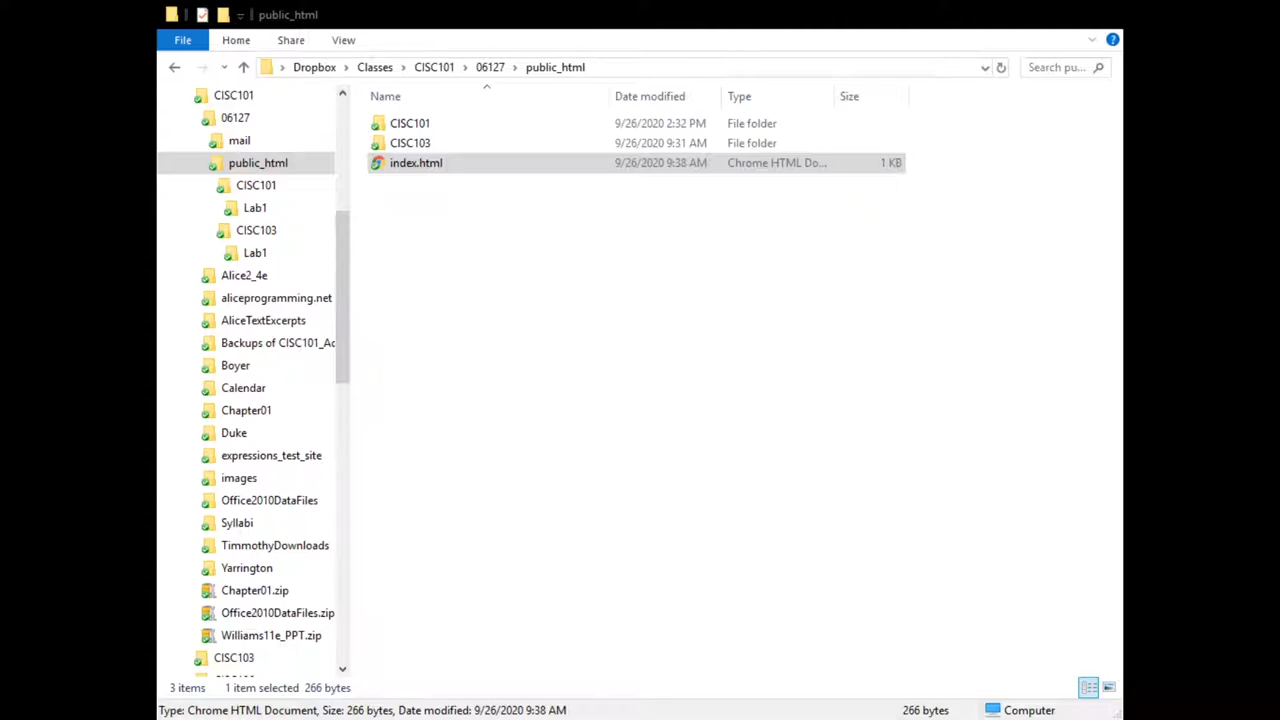 public_html
File Home Share View
Dropbox Classes CISC101 06127 public_html Search pu...
Name Date modified Type Size
CISC101 9/26/2020 2:32 PM File folder
CISC103 9/26/2020 9:31 AM File folder
index.html 9/26/2020 9:38 AM Chrome HTML Do... 1 KB
CISC101
06127
mail
public_html
CISC101
Lab1
CISC103
Lab1
Alice2_4e
aliceprogramming.net
AliceTextExcerpts
Backups of CISC101_Ac
Boyer
Calendar
Chapter01
Duke
expressions_test_site
images
Office2010DataFiles
Syllabi
TimmothyDownloads
Yarrington
Chapter01.zip
Office2010DataFiles.zip
Williams11e_PPT.zip
CISC103
3 items 1 item selected 266 bytes
Type: Chrome HTML Document, Size: 266 bytes, Date modified: 9/26/2020 9:38 AM 266 bytes Computer